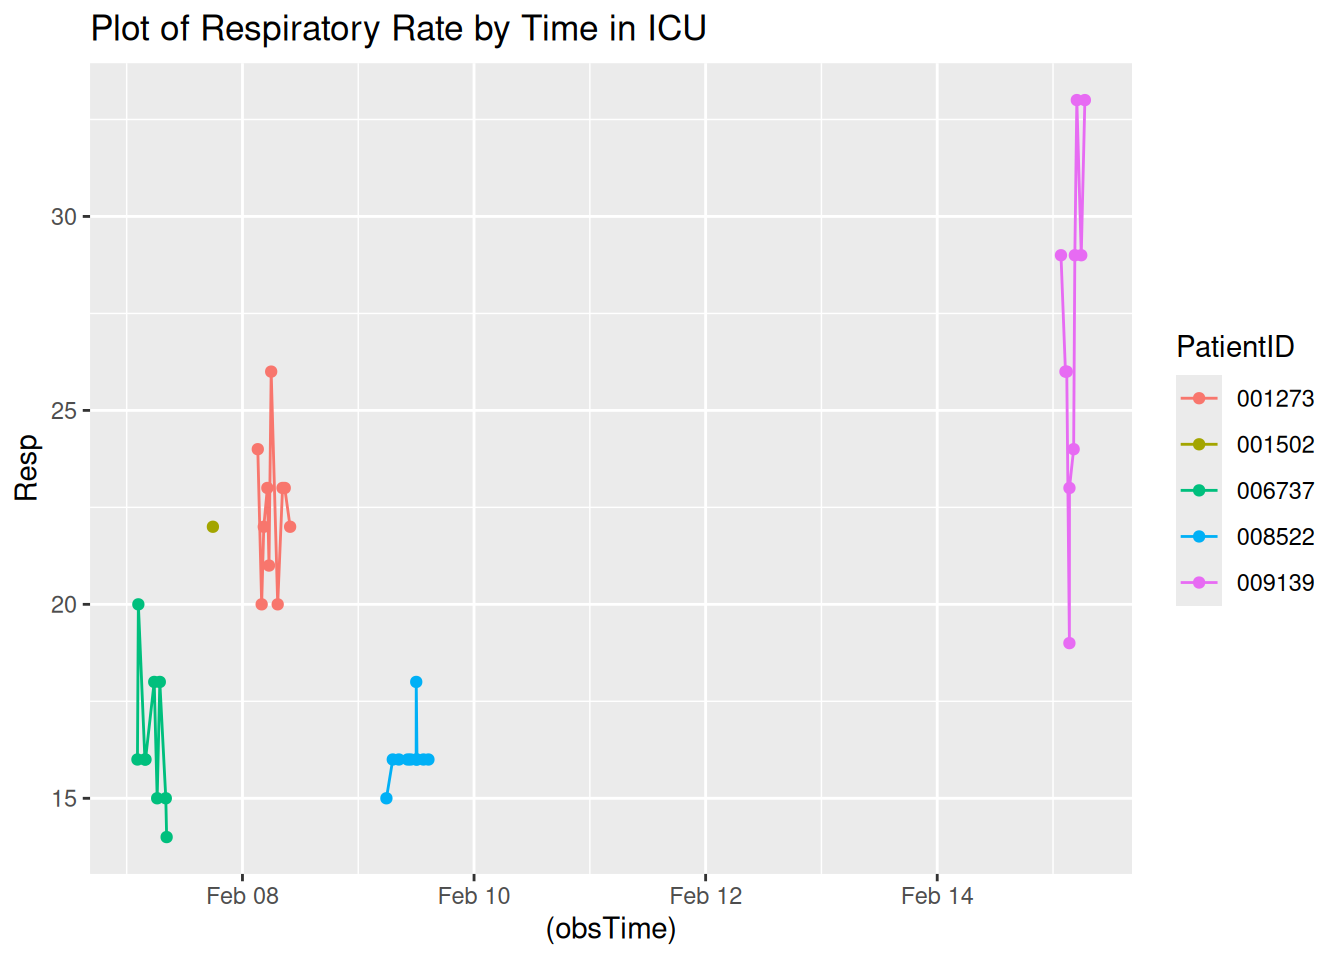 Plot of Respiratory Rate by Time in ICU
Resp
30
25
20
15
Feb 08
Feb 10
Feb 12
Feb 14
(obsTime)
PatientID
001273
001502
006737
008522
009139